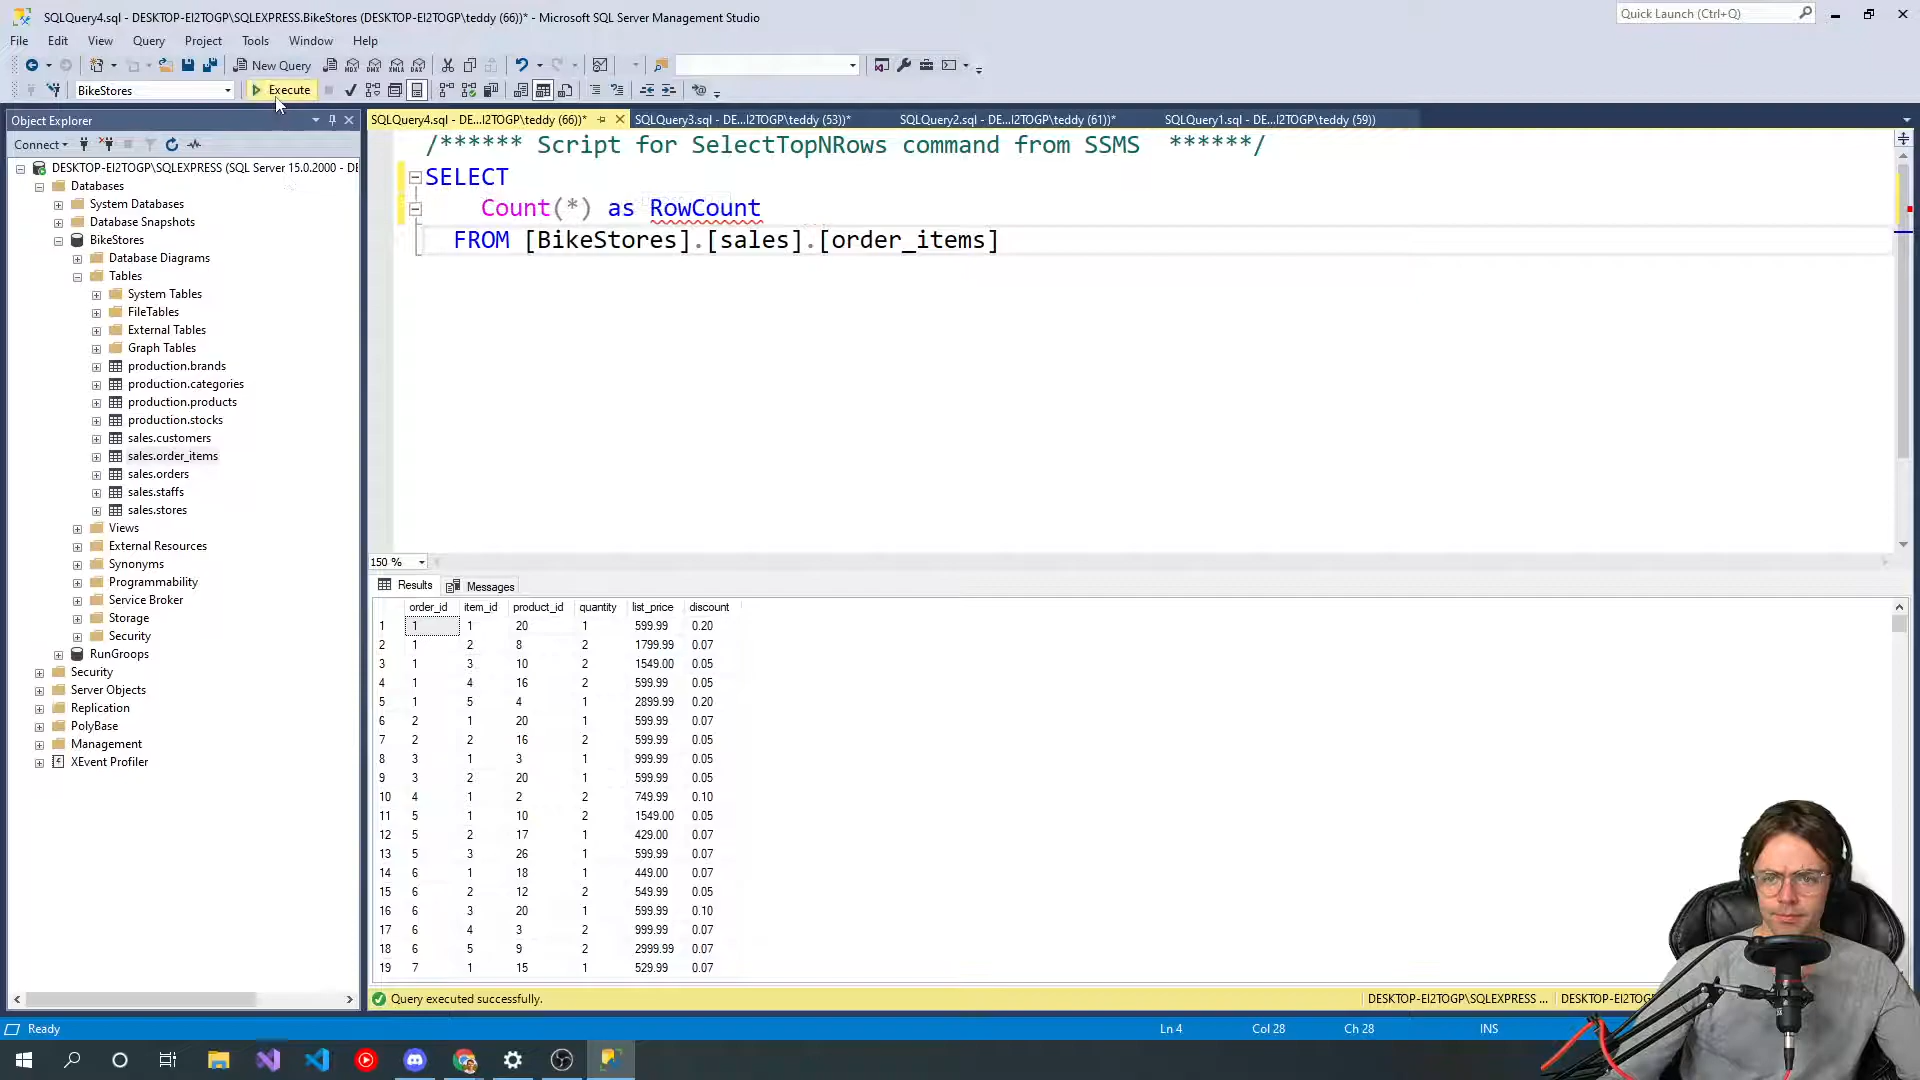 SQLQuery4.sql - DESKTOP-EI2TOGP\SQLEXPRESS.BikeStores (DESKTOP-EI2TOGP\teddy (66))* - Microsoft SQL Server Management Studio
Quick Launch (Ctrl+Q)
File Edit View Query Project Tools Window Help
New Query
BikeStores
Execute
Object Explorer
SQLQuery4.sql - DE...I2TOGP\teddy (66))*
SQLQuery3.sql - DE...I2TOGP\teddy (53))*
SQLQuery2.sql - DE...I2TOGP\teddy (61))*
SQLQuery1.sql - DE...I2TOGP\teddy (59))
Connect
DESKTOP-EI2TOGP\SQLEXPRESS (SQL Server 15.0.2000 - DE
Databases
System Databases
Database Snapshots
BikeStores
Database Diagrams
Tables
System Tables
FileTables
External Tables
Graph Tables
production.brands
production.categories
production.products
production.stocks
sales.customers
sales.order_items
sales.orders
sales.staffs
sales.stores
Views
External Resources
Synonyms
Programmability
Service Broker
Storage
Security
RunGroops
Security
Server Objects
Replication
PolyBase
Management
XEvent Profiler
/****** Script for SelectTopNRows command from SSMS ******/
SELECT
Count(*) as RowCount
FROM [BikeStores].[sales].[order_items]
150 %
Results Messages
order_id item_id product_id quantity list_price discount
1 1 1 20 1 599.99 0.20
2 1 2 8 2 1799.99 0.07
3 1 3 10 2 1549.00 0.05
4 1 4 16 2 599.99 0.05
5 1 5 4 1 2899.99 0.20
6 2 1 20 1 599.99 0.07
7 2 2 16 2 599.99 0.05
8 3 1 3 1 999.99 0.05
9 3 2 20 1 599.99 0.05
10 4 1 2 2 749.99 0.10
11 5 1 10 2 1549.00 0.05
12 5 2 17 1 429.00 0.07
13 5 3 26 1 599.99 0.07
14 6 1 18 1 449.00 0.07
15 6 2 12 2 549.99 0.05
16 6 3 20 1 599.99 0.10
17 6 4 3 2 999.99 0.07
18 6 5 9 2 2999.99 0.07
19 7 1 15 1 529.99 0.07
Query executed successfully.
DESKTOP-EI2TOGP\SQLEXPRESS ...
DESKTOP-EI2TOG
Ready
Ln 4
Col 28
Ch 28
INS